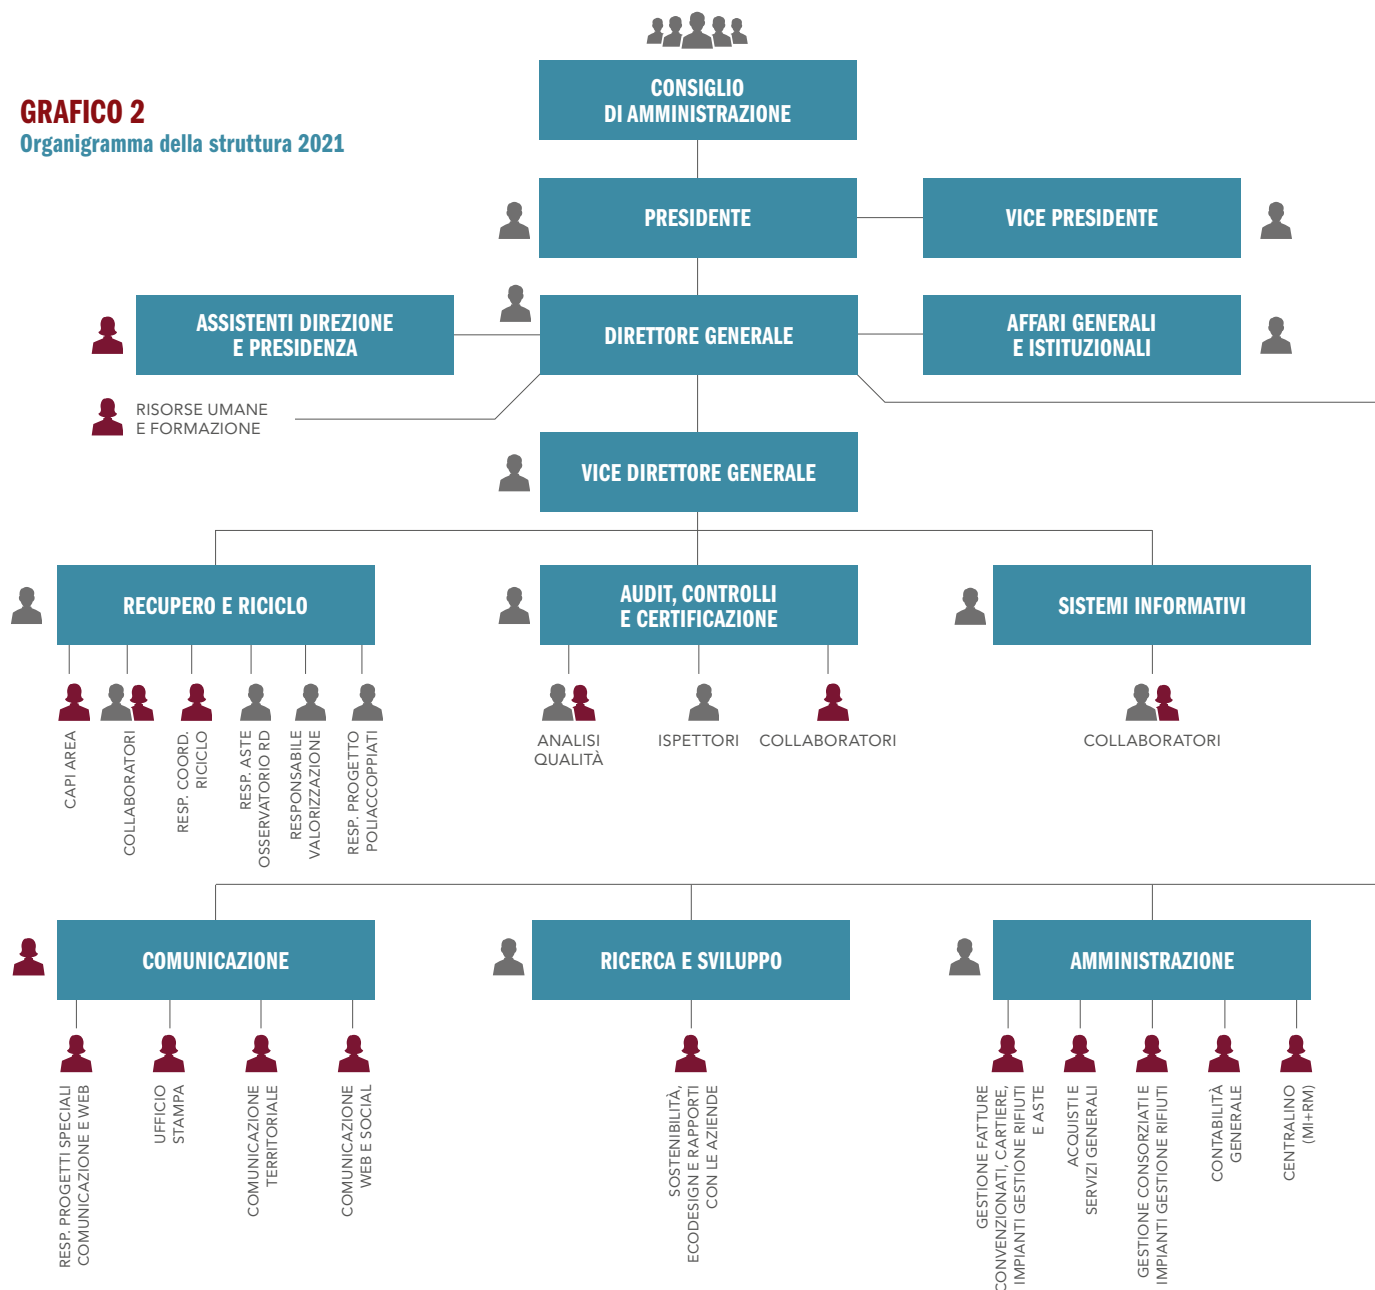 GRAFICO 2
Organigramma della struttura 2021
CONSIGLIO
DI AMMINISTRAZIONE
PRESIDENTE
VICE PRESIDENTE
ASSISTENTI DIREZIONE
E PRESIDENZA
DIRETTORE GENERALE
AFFARI GENERALI
E ISTITUZIONALI
RISORSE UMANE
E FORMAZIONE
VICE DIRETTORE GENERALE
RECUPERO E RICICLO
AUDIT, CONTROLLI
E CERTIFICAZIONE
SISTEMI INFORMATIVI
CAPI AREA
COLLABORATORI
RESP. COORD.
RICICLO
RESP. ASTE
OSSERVATORIO RD
RESPONSABILE
VALORIZZAZIONE
RESP. PROGETTO
POLIACCOPPIATI
ANALISI
QUALITÀ
ISPETTORI
COLLABORATORI
COLLABORATORI
COMUNICAZIONE
RICERCA E SVILUPPO
AMMINISTRAZIONE
RESP. PROGETTI SPECIALI
COMUNICAZIONE E WEB
UFFICIO
STAMPA
COMUNICAZIONE
TERRITORIALE
COMUNICAZIONE
WEB E SOCIAL
SOSTENIBILITÀ,
ECODESIGN E RAPPORTI
CON LE AZIENDE
GESTIONE FATTURE
CONVENZIONATI, CARTIERE,
IMPIANTI GESTIONE RIFIUTI
E ASTE
ACQUISTI E
SERVIZI GENERALI
GESTIONE CONSORZIATI E
IMPIANTI GESTIONE RIFIUTI
CONTABILITÀ
GENERALE
CENTRALINO
(MI+RM)